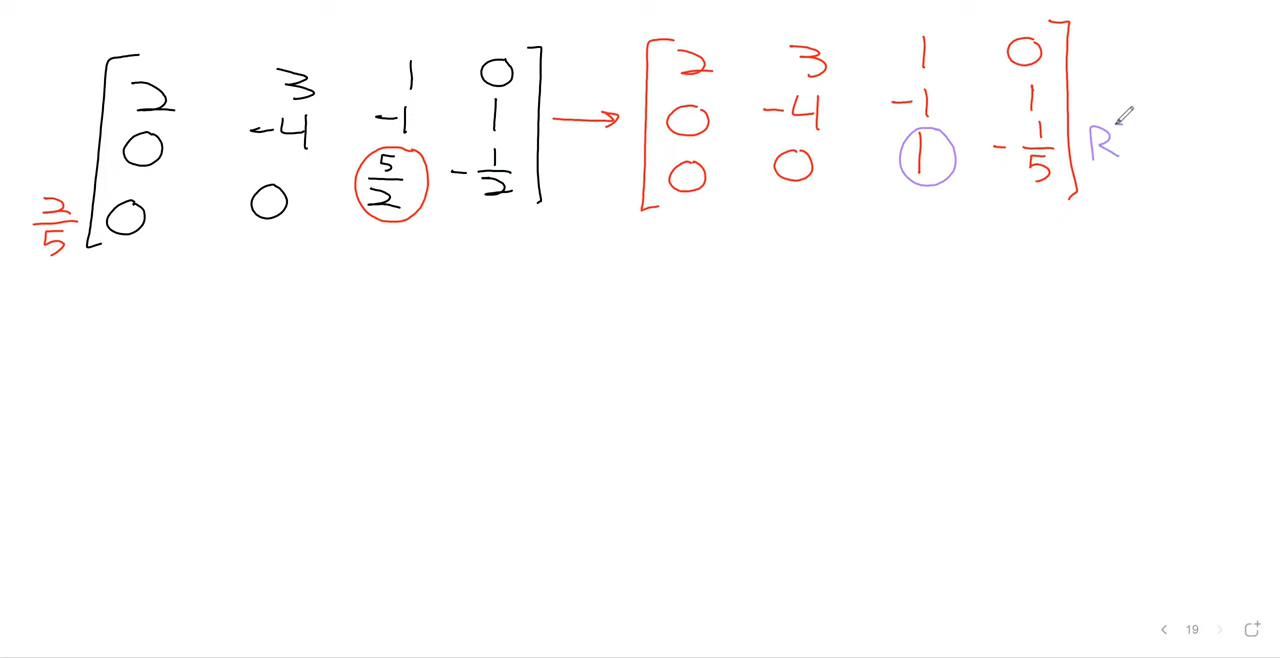 2 3 1 0 2 3 1 0
0 -4 -1 1 → 0 -4 -1 1 R
2/5 0 0 5/2 -1/2 0 0 1 -1/5
19